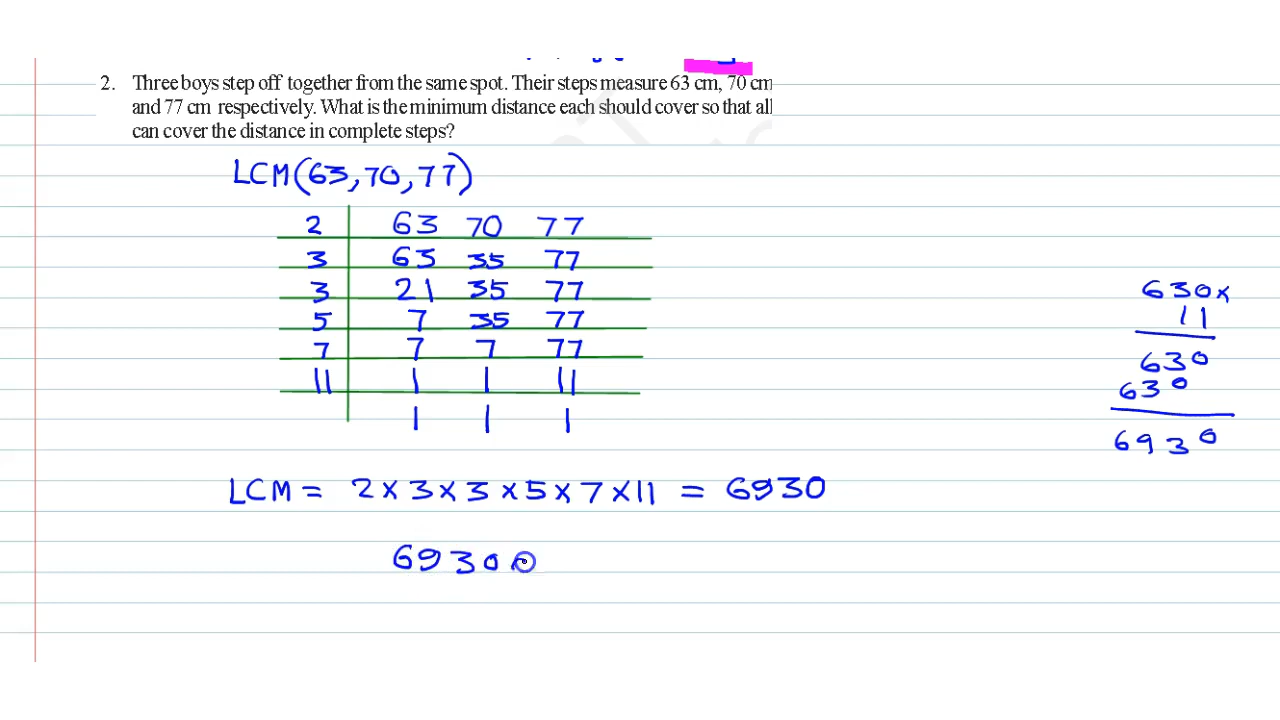 2. Three boys step off together from the same spot. Their steps measure 63 cm, 70 cm
and 77 cm respectively. What is the minimum distance each should cover so that all
can cover the distance in complete steps?
LCM(63,70,77)
2 63 70 77
3 63 35 77
3 21 35 77
5 7 35 77
7 7 7 77
11 1 1 11
1 1 1
630×
11
630
630
6930
LCM = 2×3×3×5×7×11 = 6930
6930